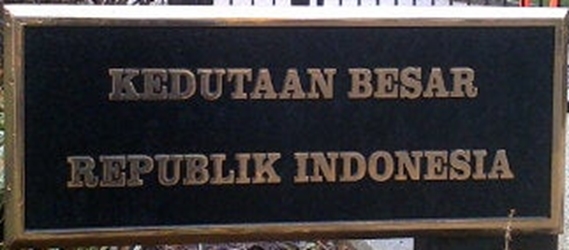 KEDUTAAN BESAR
REPUBLIK INDONESIA